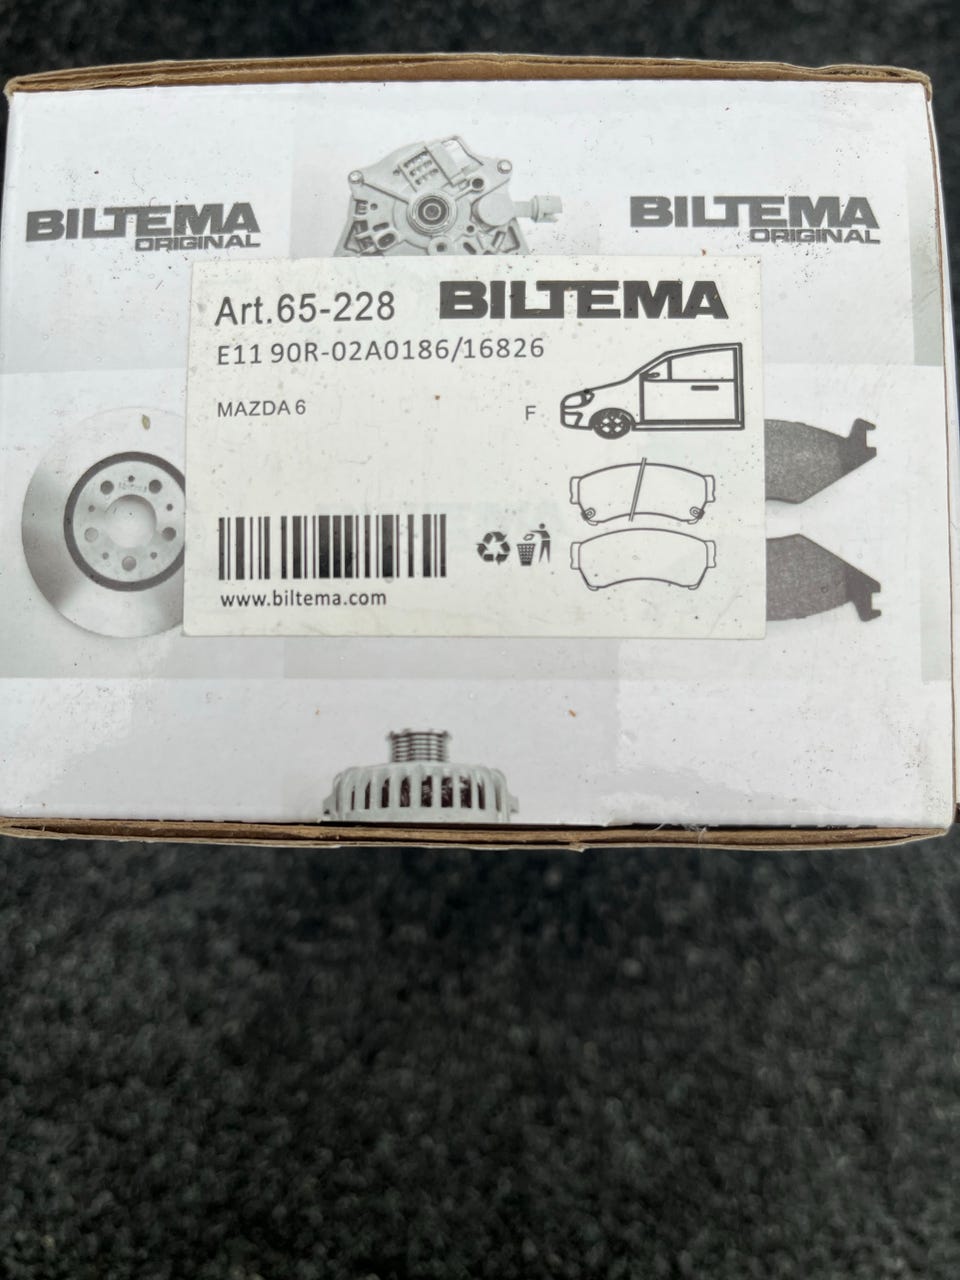 BILTEMA
ORIGINAL
BILTEMA
ORIGINAL
Art.65-228
BILTEMA
E11 90R-02A0186/16826
MAZDA 6
F
www.biltema.com